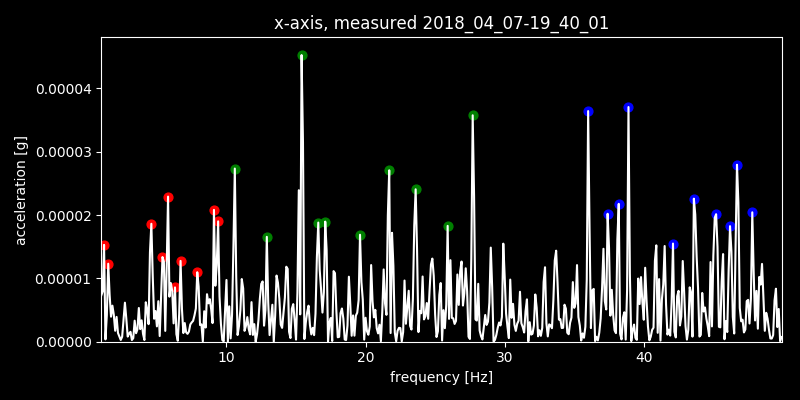 x-axis, measured 2018_04_07-19_40_01
acceleration [g]
0.00004
0.00003
0.00002
0.00001
0.00000
10 20 30 40
frequency [Hz]